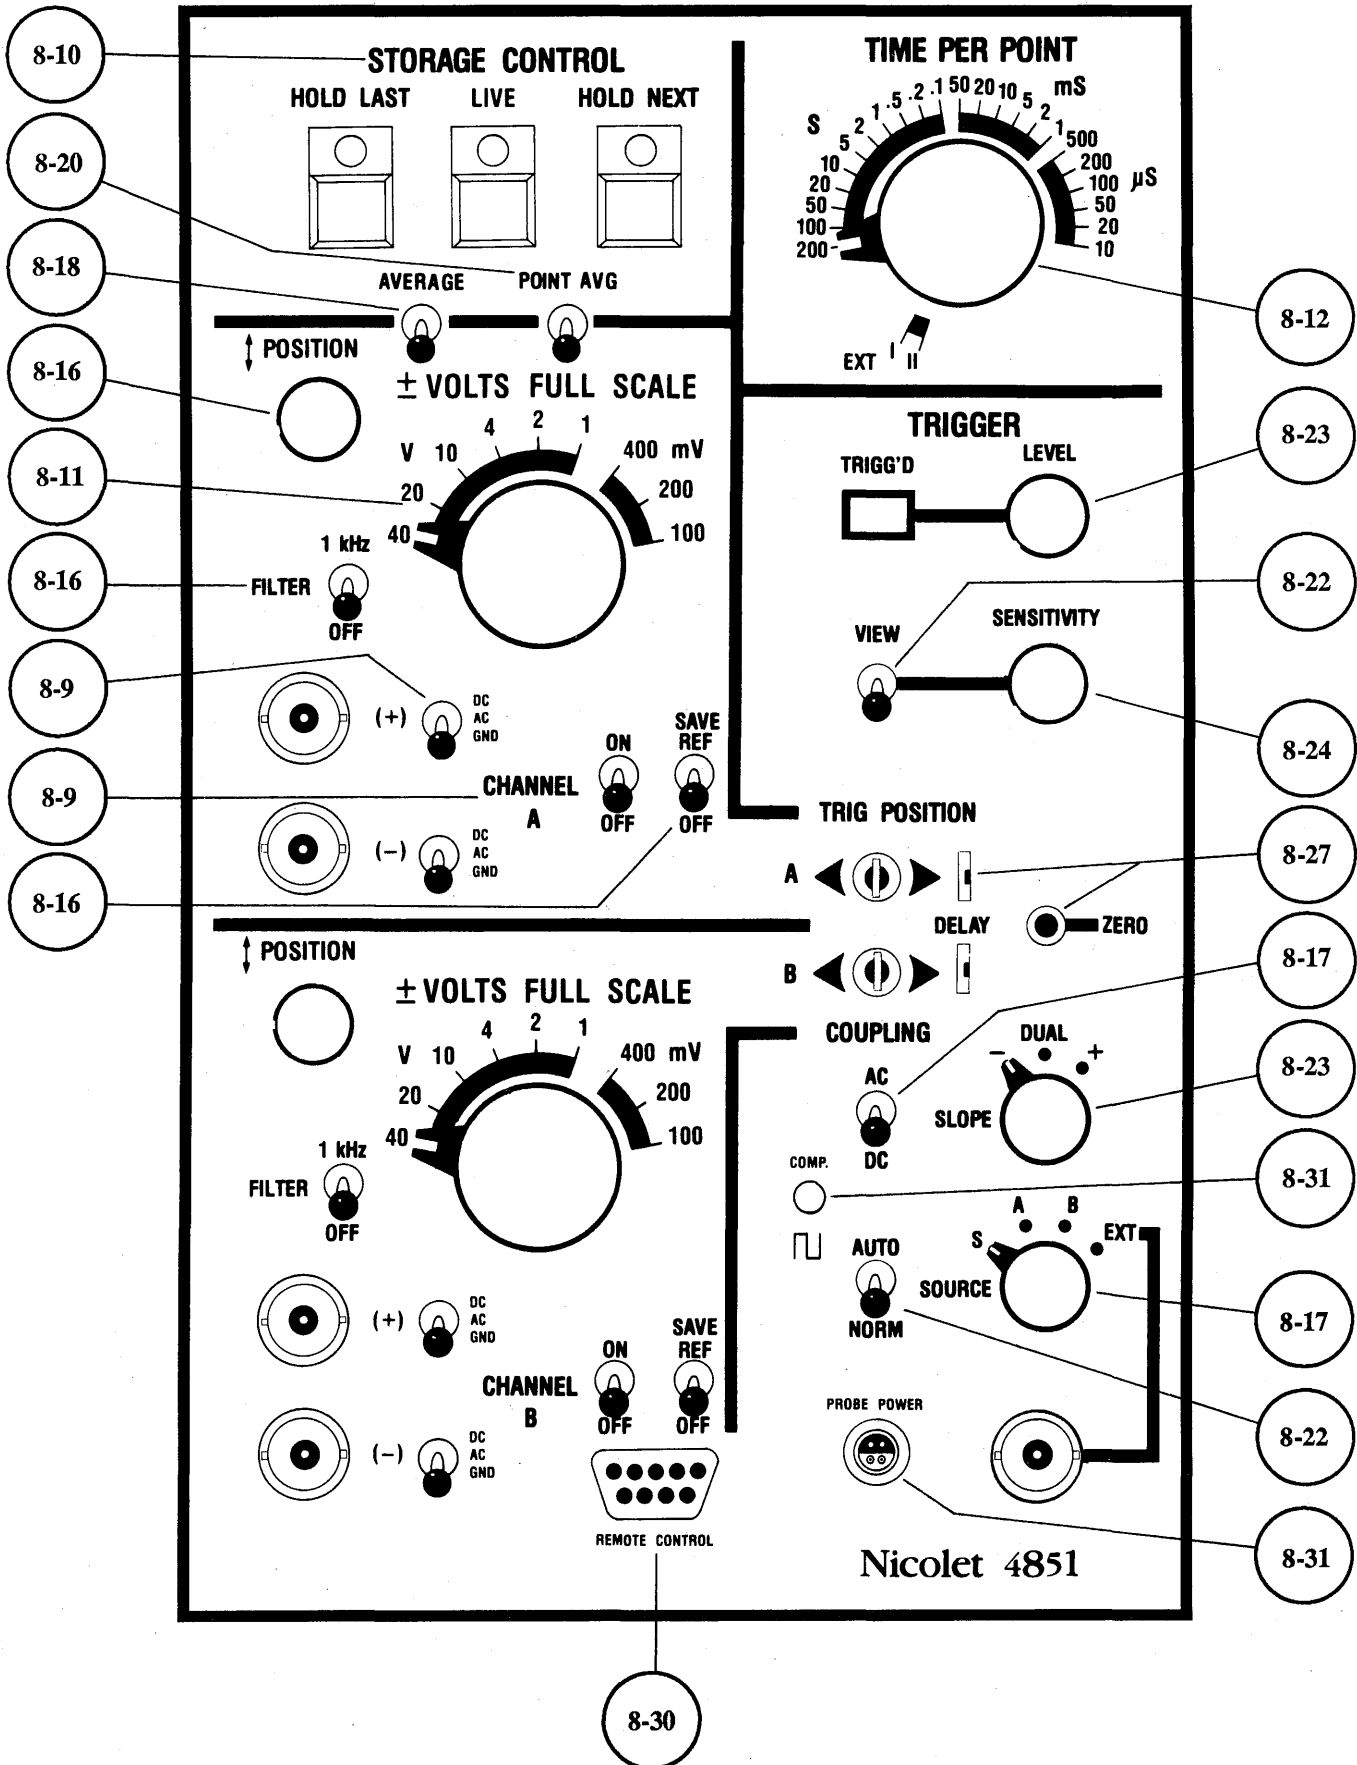 8-10
8-20
8-18
8-16
8-11
8-16
8-9
8-9
8-16
STORAGE CONTROL
HOLD LAST LIVE HOLD NEXT
AVERAGE POINT AVG
POSITION
± VOLTS FULL SCALE
V 40 20 10 4 2 1 400 mV 200 100
1 kHz
FILTER
OFF
(+) DC
AC
GND
CHANNEL
A
ON
OFF
SAVE
REF
OFF
(−) DC
AC
GND
POSITION
± VOLTS FULL SCALE
V 40 20 10 4 2 1 400 mV 200 100
1 kHz
FILTER
OFF
(+) DC
AC
GND
CHANNEL
B
ON
OFF
SAVE
REF
OFF
(−) DC
AC
GND
REMOTE CONTROL
8-30
TIME PER POINT
S 200 100 50 20 10 5 2 1 .5 .2 .1
50 20 10 5 2 1 mS
500 200 100 50 20 10 µS
EXT I II
TRIGGER
TRIGG'D LEVEL
VIEW SENSITIVITY
TRIG POSITION
A
DELAY ZERO
B
COUPLING
AC
DC
− DUAL +
SLOPE
COMP.
AUTO
NORM
S A B EXT
SOURCE
PROBE POWER
Nicolet 4851
8-12
8-23
8-22
8-24
8-27
8-17
8-23
8-31
8-17
8-22
8-31